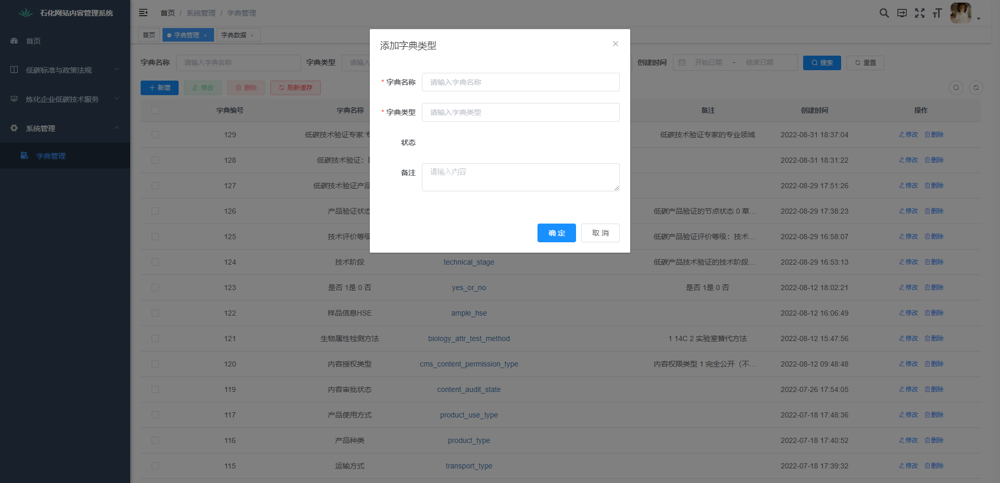 石化网站内容管理系统
首页 / 系统管理 / 字典管理
首页
字典管理 ×
字典数据 ×
首页
低碳标准与政策法规
炼化企业低碳技术服务
系统管理
字典管理
字典名称 请输入字典名称 字典类型 请输入 创建时间 开始日期 - 结束日期 搜索 重置
新增 修改 删除 刷新缓存
字典编号 字典名称 备注 创建时间 操作
129 低碳技术验证专家:专 低碳技术验证专家的专业领域 2022-08-31 18:37:04 修改 删除
128 低碳技术验证： 2022-08-31 18:31:22 修改 删除
127 低碳技术验证产品 2022-08-29 17:51:26 修改 删除
126 产品验证状态 低碳产品验证的节点状态 0 草… 2022-08-29 17:38:23 修改 删除
125 技术评价等级 低碳产品验证评价等级：技术… 2022-08-29 16:58:07 修改 删除
124 技术阶段 technical_stage 低碳产品技术验证的技术阶段… 2022-08-29 16:53:13 修改 删除
123 是否 1是 0 否 yes_or_no 是否 1是 0 否 2022-08-12 18:02:21 修改 删除
122 样品信息HSE ample_hse 2022-08-12 16:06:49 修改 删除
121 生物属性检测方法 biology_attr_test_method 1 14C 2 实验室替代方法 2022-08-12 15:47:56 修改 删除
120 内容授权类型 cms_content_permission_type 内容权限类型 1 完全公开（不… 2022-08-12 09:48:48 修改 删除
119 内容审批状态 content_audit_state 2022-07-26 17:54:05 修改 删除
117 产品使用方式 product_use_type 2022-07-18 17:48:36 修改 删除
116 产品种类 product_type 2022-07-18 17:40:52 修改 删除
115 运输方式 transport_type 2022-07-18 17:39:32 修改 删除
添加字典类型
* 字典名称 请输入字典名称
* 字典类型 请输入字典类型
状态
备注 请输入内容
确 定 取 消